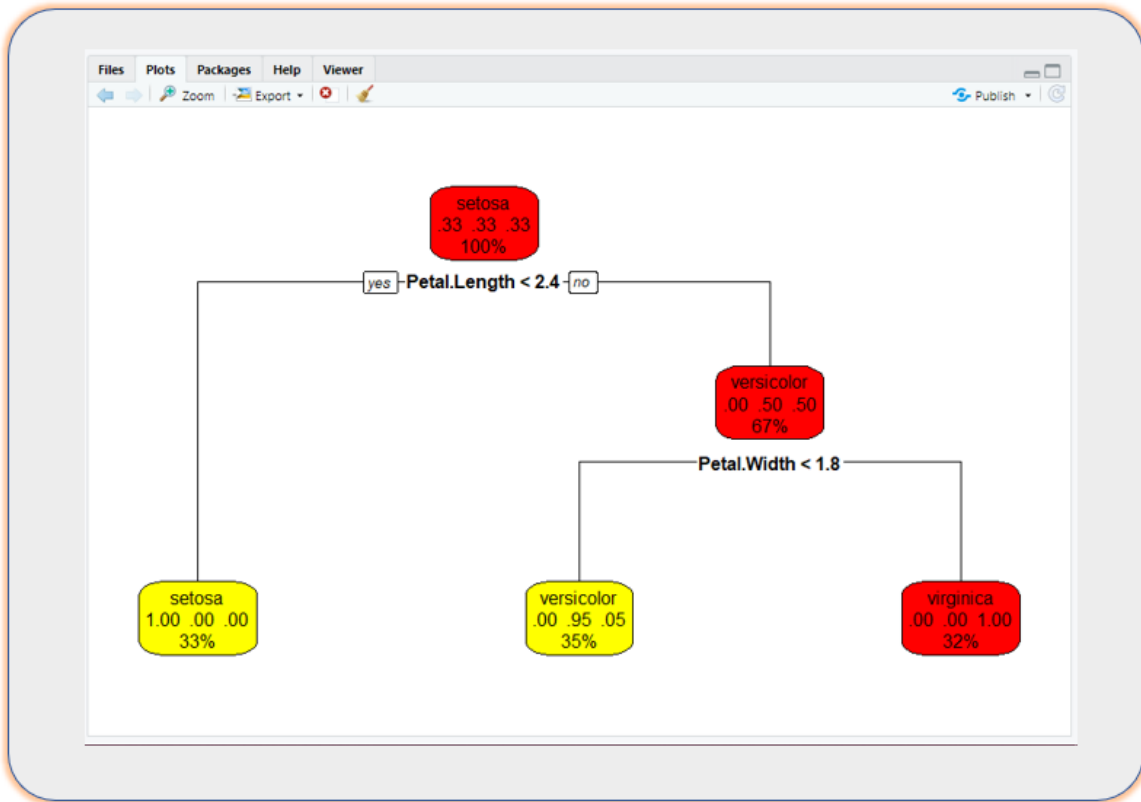 Files Plots Packages Help Viewer
Zoom Export Publish
setosa
.33 .33 .33
100%
yes Petal.Length < 2.4 no
versicolor
.00 .50 .50
67%
Petal.Width < 1.8
setosa
1.00 .00 .00
33%
versicolor
.00 .95 .05
35%
virginica
.00 .00 1.00
32%